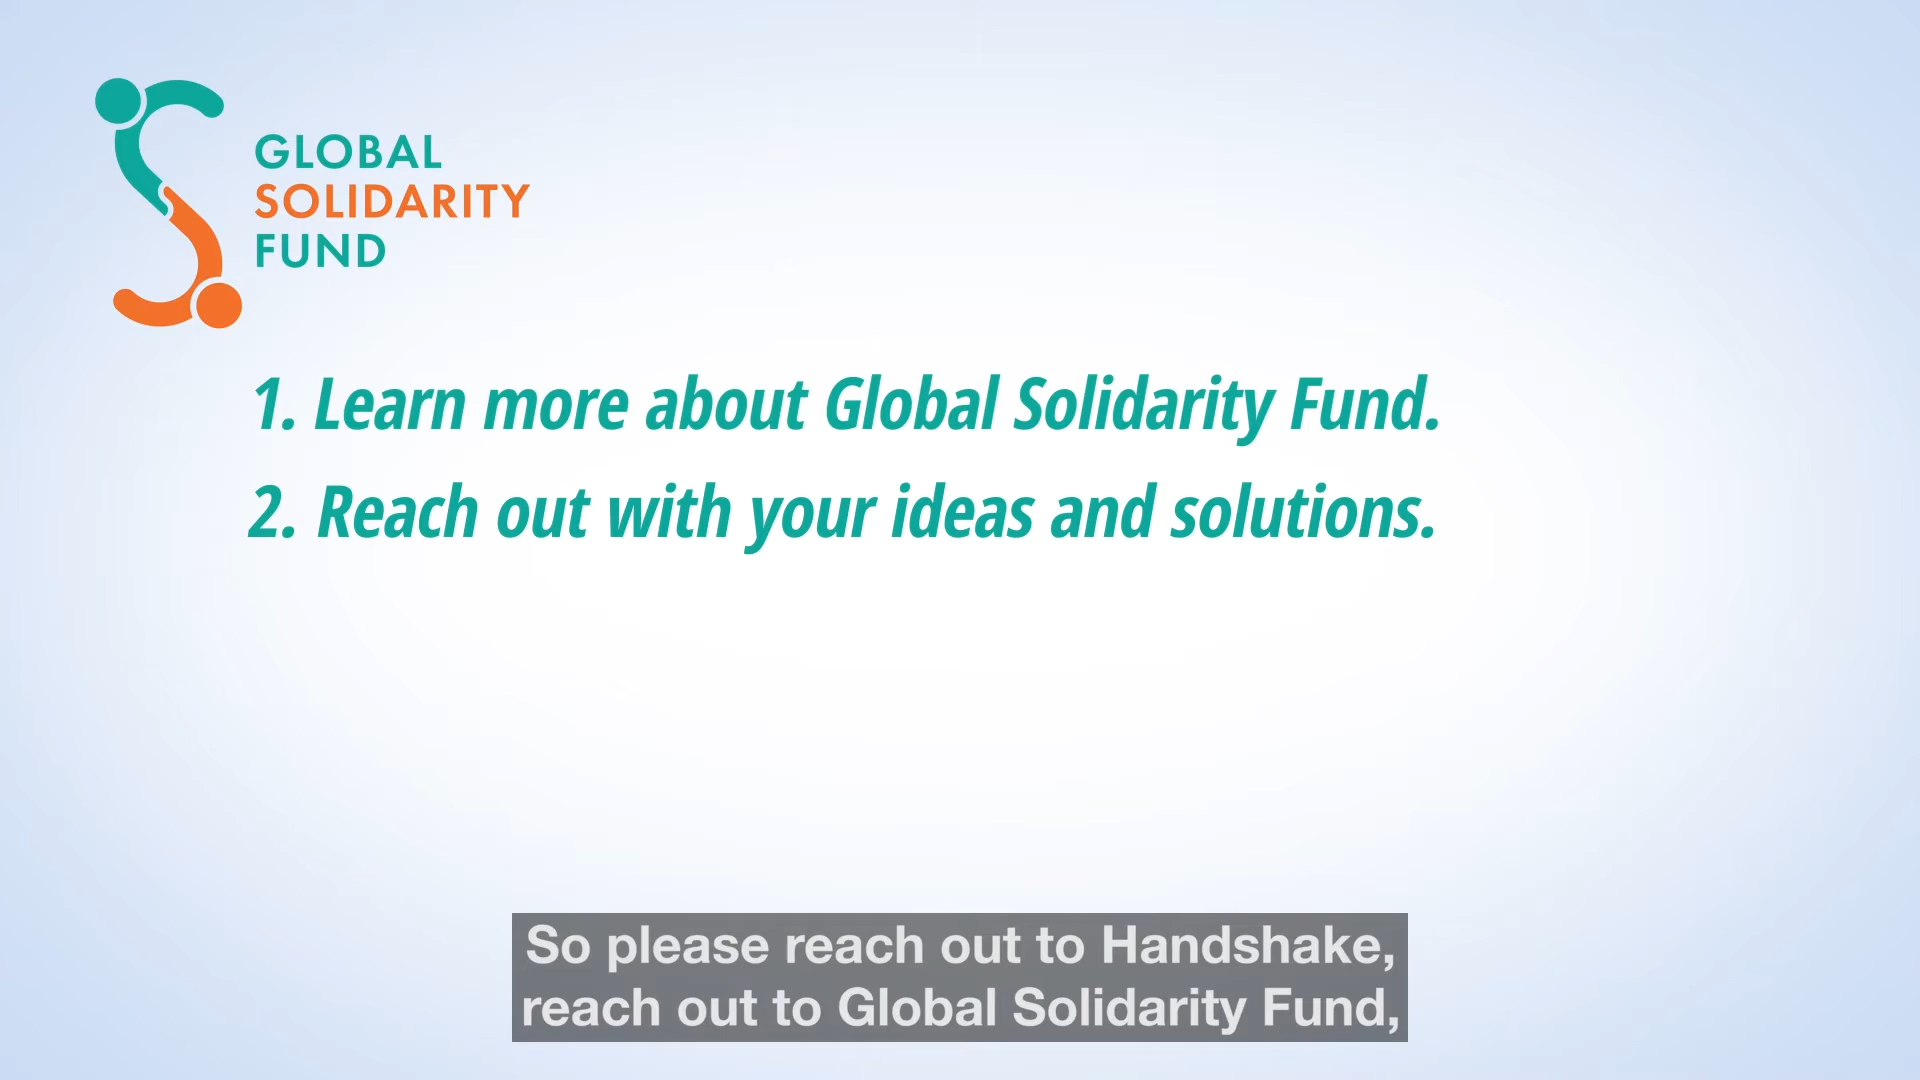 GLOBAL
SOLIDARITY
FUND
1. Learn more about Global Solidarity Fund.
2. Reach out with your ideas and solutions.
So please reach out to Handshake,
reach out to Global Solidarity Fund,